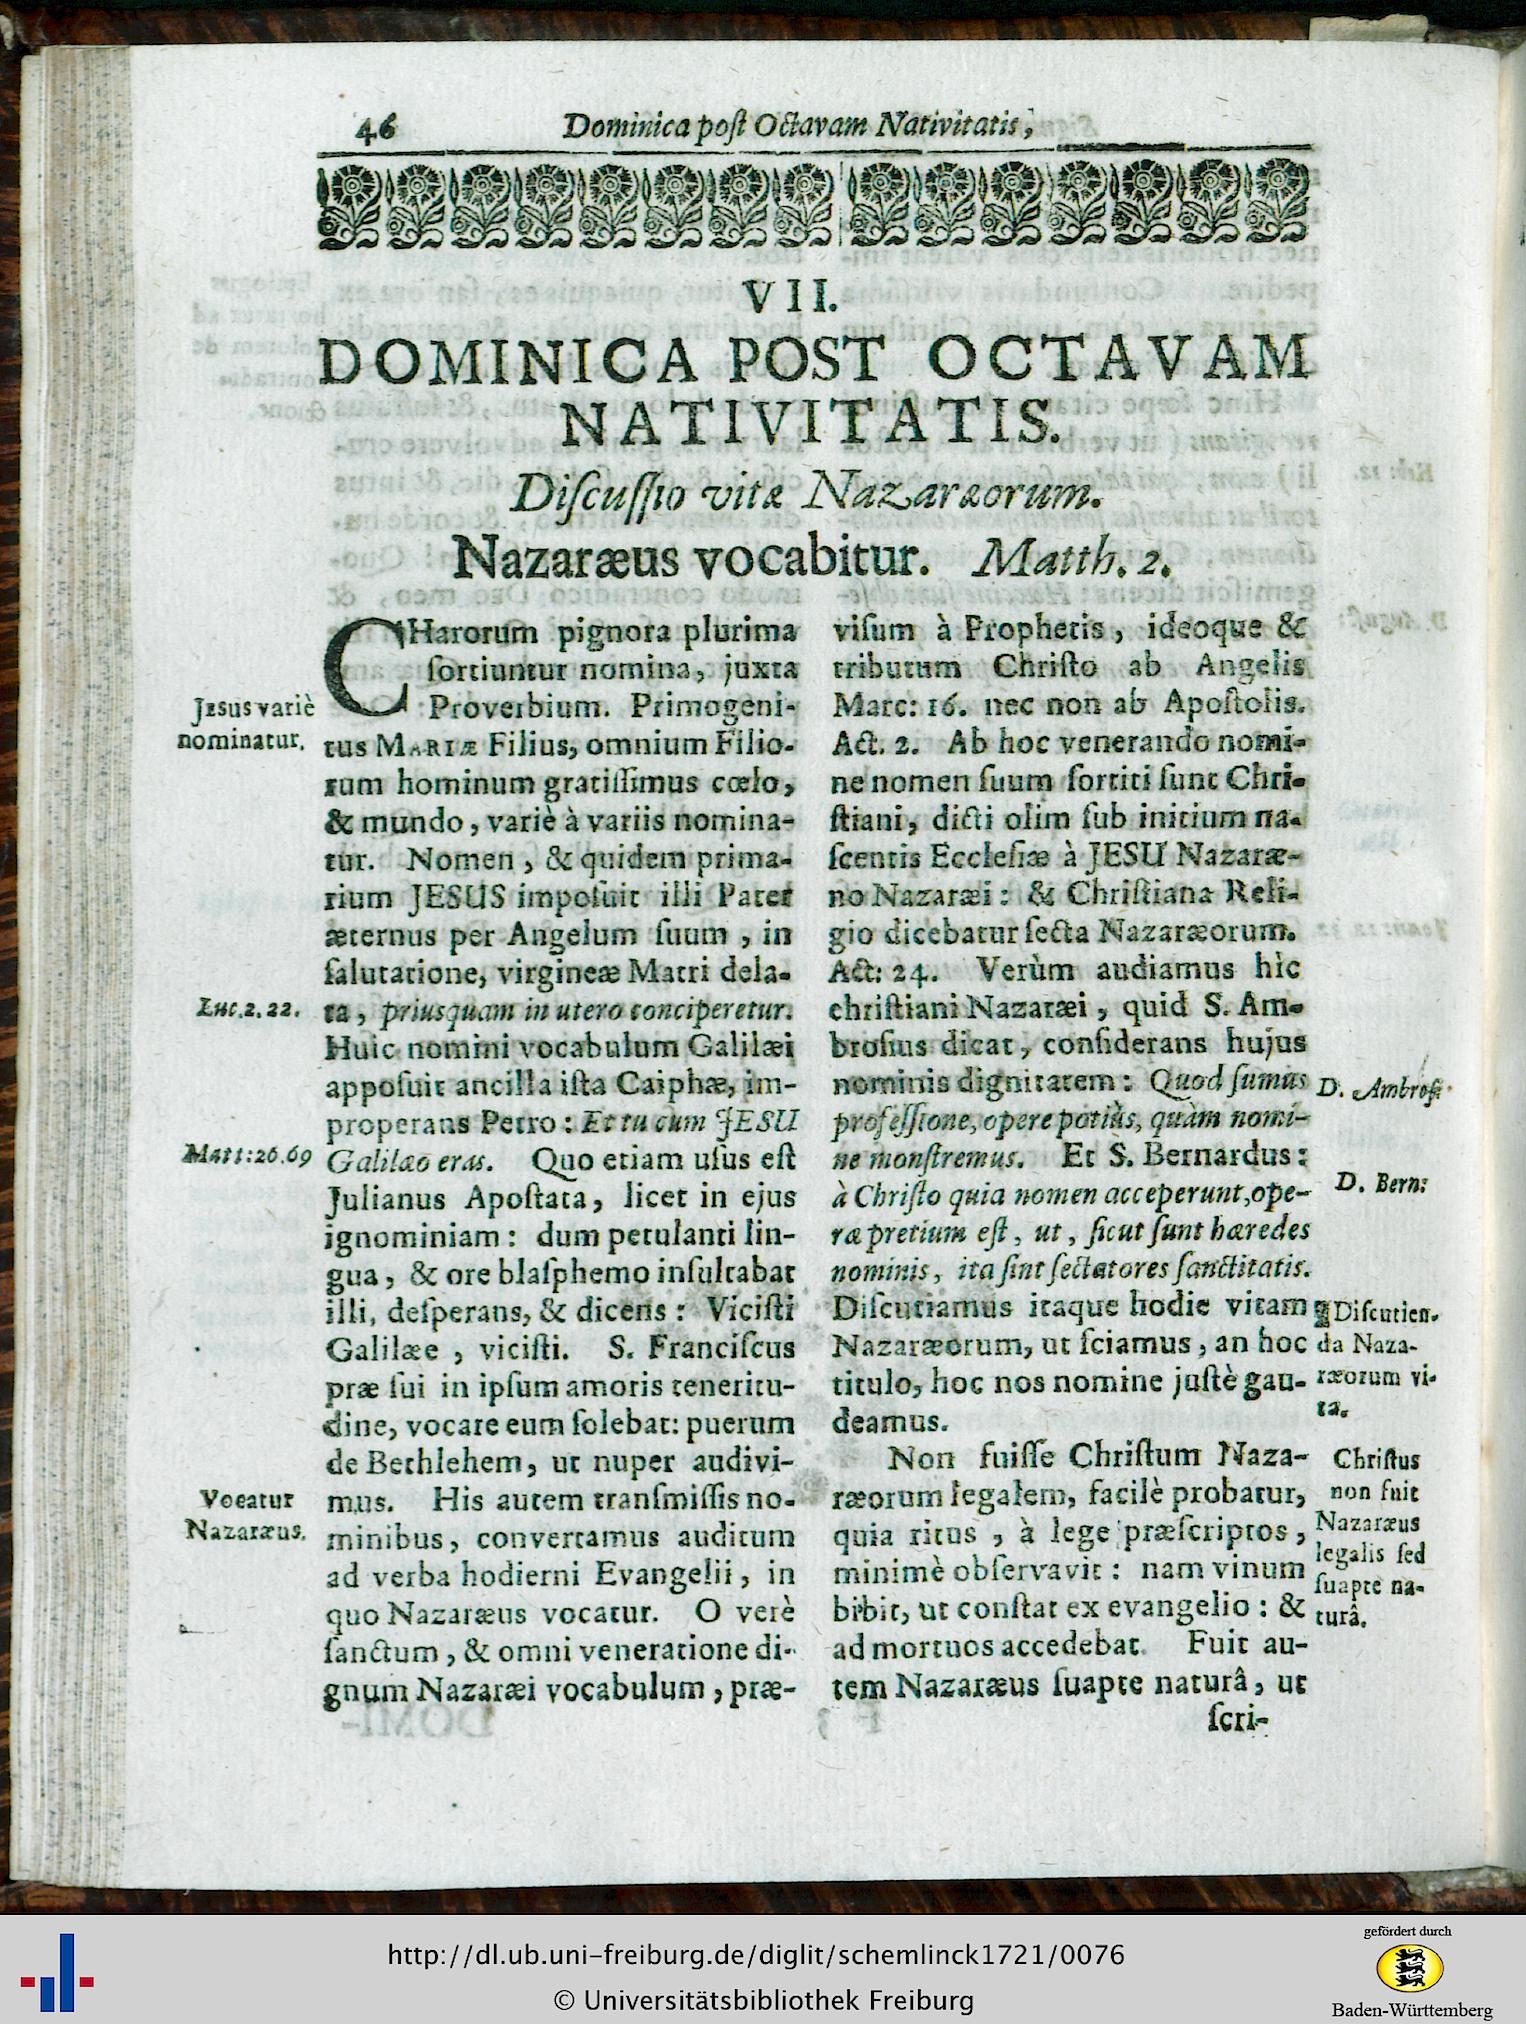 46
Dominica poſt Octavam Nativitatis,
VII.
DOMINICA POST OCTAVAM
NATIVITATIS.
Diſcuſſio vitæ Nazaræorum.
Nazaræus vocabitur. Matth. 2.
CHarorum pignora plurima
ſortiuntur nomina, juxta
Proverbium. Primogeni-
tus MARIÆ Filius, omnium Filio-
rum hominum gratiſſimus cœlo,
& mundo, variè à variis nomina-
tur. Nomen, & quidem prima-
rium JESUS impoſuit illi Pater
æternus per Angelum ſuum, in
ſalutatione, virgineæ Matri dela-
ta, priusquam in utero conciperetur.
Huic nomini vocabulum Galilæi
appoſuit ancilla iſta Caiphæ, im-
properans Petro: Et tu cum JESU
Galilæo eras. Quo etiam uſus eſt
Julianus Apoſtata, licet in ejus
ignominiam: dum petulanti lin-
gua, & ore blaſphemo inſultabat
illi, deſperans, & dicens: Viciſti
Galilæe, viciſti. S. Franciſcus
præ ſui in ipſum amoris teneritu-
dine, vocare eum ſolebat: puerum
de Bethlehem, ut nuper audivi-
mus. His autem tranſmiſſis no-
minibus, convertamus auditum
ad verba hodierni Evangelii, in
quo Nazaræus vocatur. O verè
ſanctum, & omni veneratione di-
gnum Nazaræi vocabulum, præ-
Jesus variè
nominatur.
Luc. 2. 22.
Matt: 26. 69
Vocatur
Nazaræus.
viſum à Prophetis, ideoque &
tributum Chriſto ab Angelis
Marc: 16. nec non ab Apoſtolis.
Act. 2. Ab hoc venerando nomi-
ne nomen ſuum ſortiti ſunt Chri-
ſtiani, dicti olim ſub initium na-
ſcentis Eccleſiæ à JESU Nazaræ-
no Nazaræi: & Chriſtiana Reli-
gio dicebatur ſecta Nazaræorum.
Act: 24. Verùm audiamus hìc
chriſtiani Nazaræi, quid S. Am-
broſius dicat, conſiderans hujus
nominis dignitatem: Quod ſumus
profeſſione, opere potiùs, quàm nomi-
ne monſtremus. Et S. Bernardus:
à Chriſto quia nomen acceperunt, ope-
ræ pretium eſt, ut, ſicut ſunt hæredes
nominis, ita ſint ſectatores ſanctitatis.
Diſcutiamus itaque hodie vitam
Nazaræorum, ut ſciamus, an hoc
titulo, hoc nos nomine juſtè gau-
deamus.
Non fuiſſe Chriſtum Naza-
ræorum legalem, facilè probatur,
quia ritus, à lege præſcriptos,
minimè obſervavit: nam vinum
bibit, ut conſtat ex evangelio: &
ad mortuos accedebat. Fuit au-
tem Nazaræus ſuapte naturâ, ut
ſcri-
D. Ambroſ:
D. Bern:
Diſcutien-
da Naza-
ræorum vi-
ta.
Chriſtus
non fuit
Nazaræus
legalis ſed
ſuapte na-
turâ.
http://dl.ub.uni-freiburg.de/diglit/schemlinck1721/0076
© Universitätsbibliothek Freiburg
gefördert durch
Baden-Württemberg